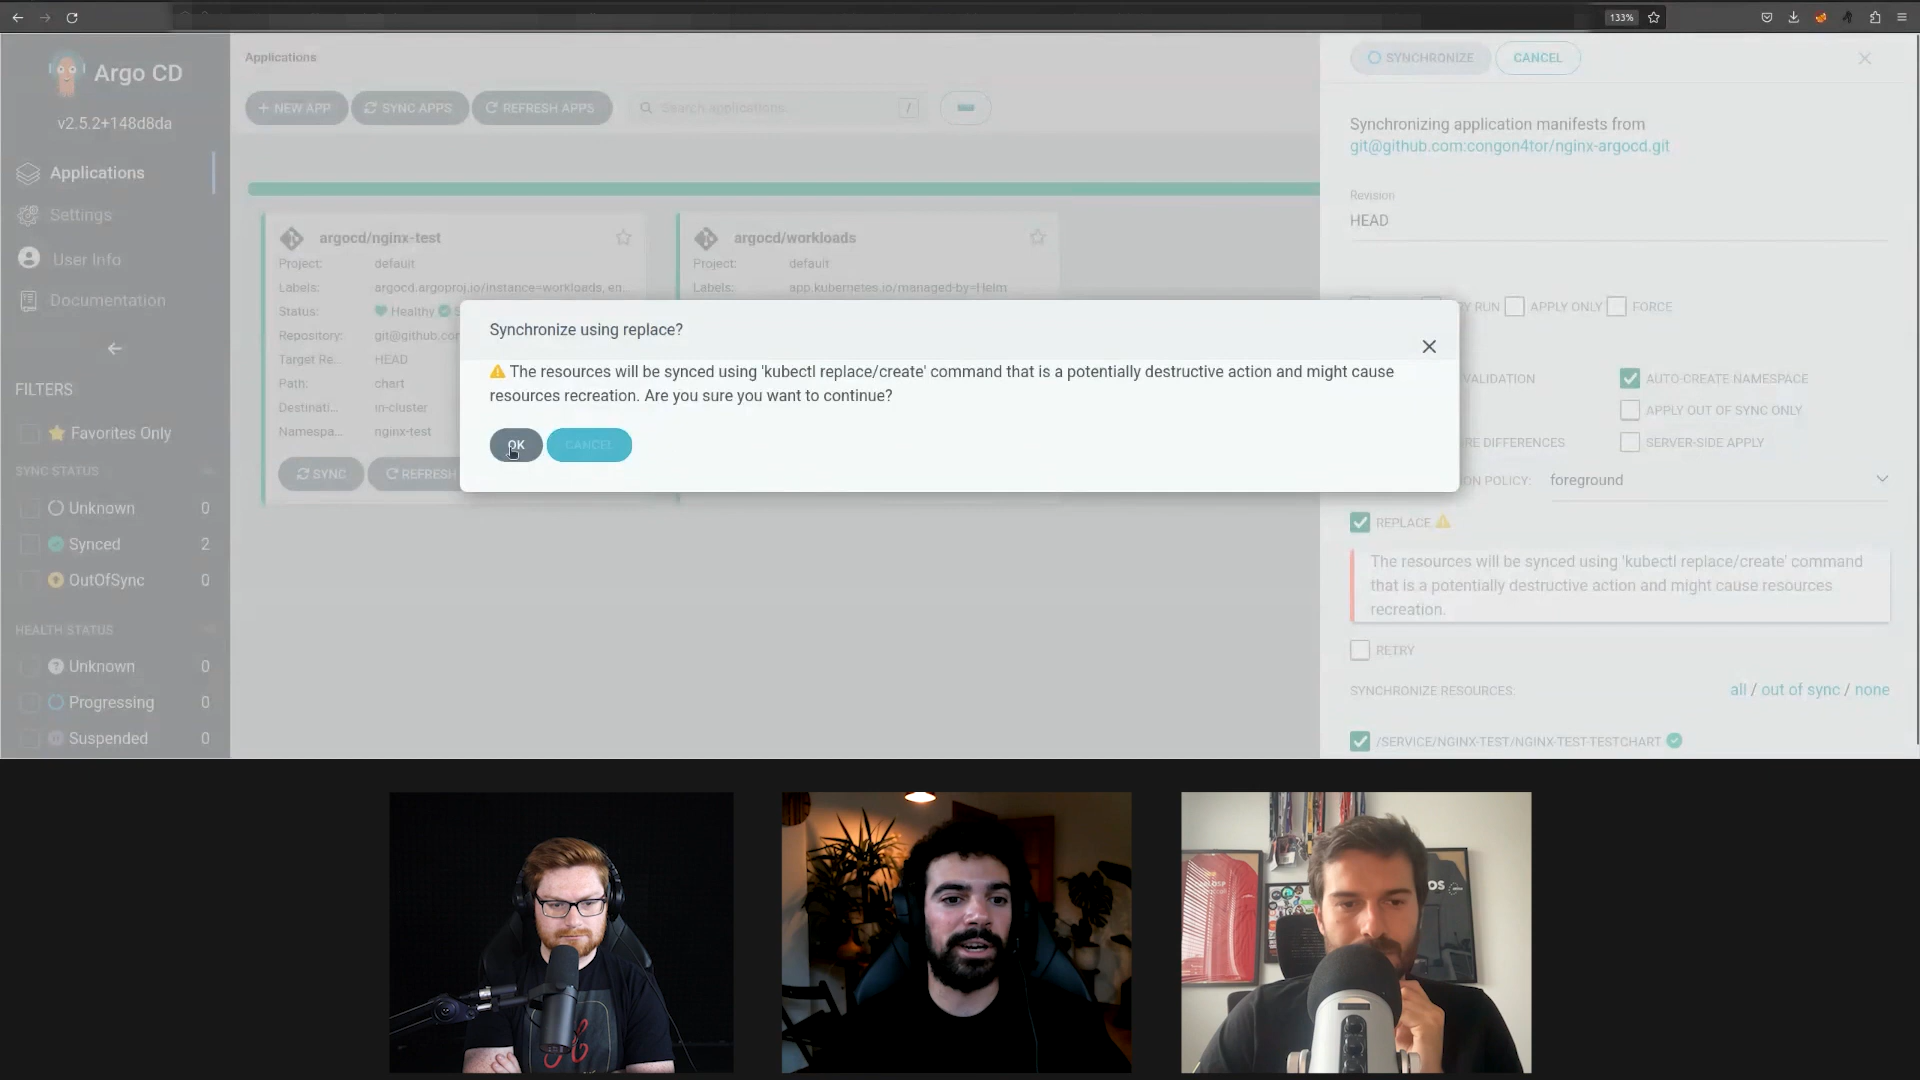 133%
Argo CD
v2.5.2+148d8da
Applications
Settings
User Info
Documentation
FILTERS
Favorites Only
SYNC STATUS
Unknown 0
Synced 2
OutOfSync 0
HEALTH STATUS
Unknown 0
Progressing 0
Suspended 0
Applications
+ NEW APP
SYNC APPS
REFRESH APPS
Search applications...
/
argocd/nginx-test
Project: default
Labels: argocd.argoproj.io/instance=workloads, en...
Status: Healthy
Repository: git@github.co
Target Re... HEAD
Path: chart
Destinati... in-cluster
Namespa... nginx-test
SYNC
REFRESH
argocd/workloads
Project: default
Labels: app.kubernetes.io/managed-by=Helm
Synchronize using replace?
The resources will be synced using 'kubectl replace/create' command that is a potentially destructive action and might cause
resources recreation. Are you sure you want to continue?
OK
CANCEL
SYNCHRONIZE
CANCEL
Synchronizing application manifests from
git@github.com:congon4tor/nginx-argocd.git
Revision
HEAD
RUN
APPLY ONLY
FORCE
VALIDATION
AUTO-CREATE NAMESPACE
APPLY OUT OF SYNC ONLY
RE DIFFERENCES
SERVER-SIDE APPLY
ON POLICY: foreground
REPLACE
The resources will be synced using 'kubectl replace/create' command
that is a potentially destructive action and might cause resources
recreation.
RETRY
SYNCHRONIZE RESOURCES:
all / out of sync / none
/SERVICE/NGINX-TEST/NGINX-TEST-TESTCHART